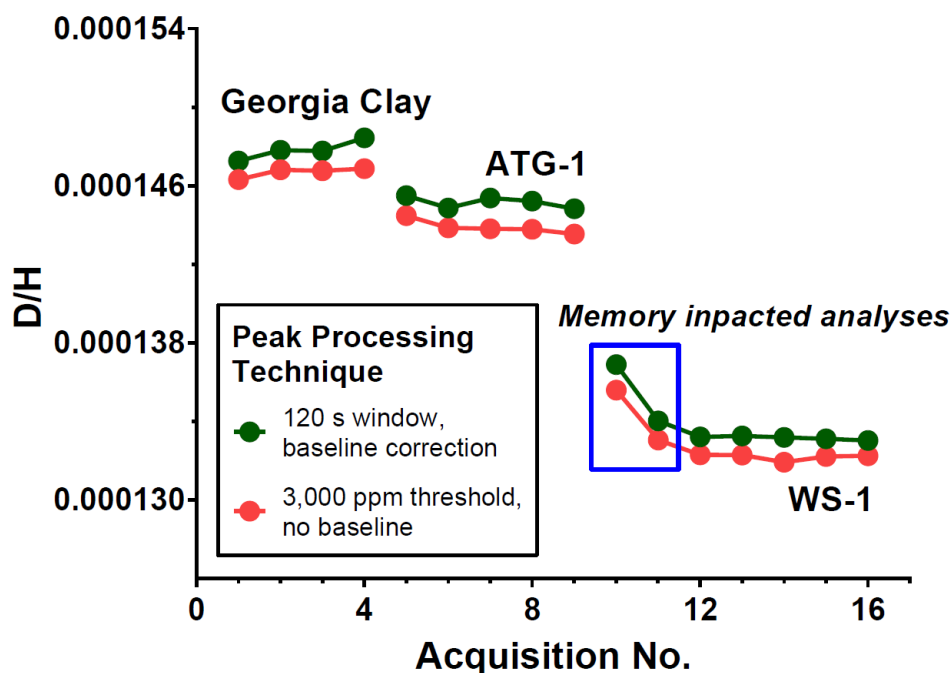 0.000154
0.000146
0.000138
0.000130
D/H
Georgia Clay
ATG-1
Memory inpacted analyses
WS-1
Peak Processing
Technique
120 s window,
baseline correction
3,000 ppm threshold,
no baseline
0 4 8 12 16
Acquisition No.